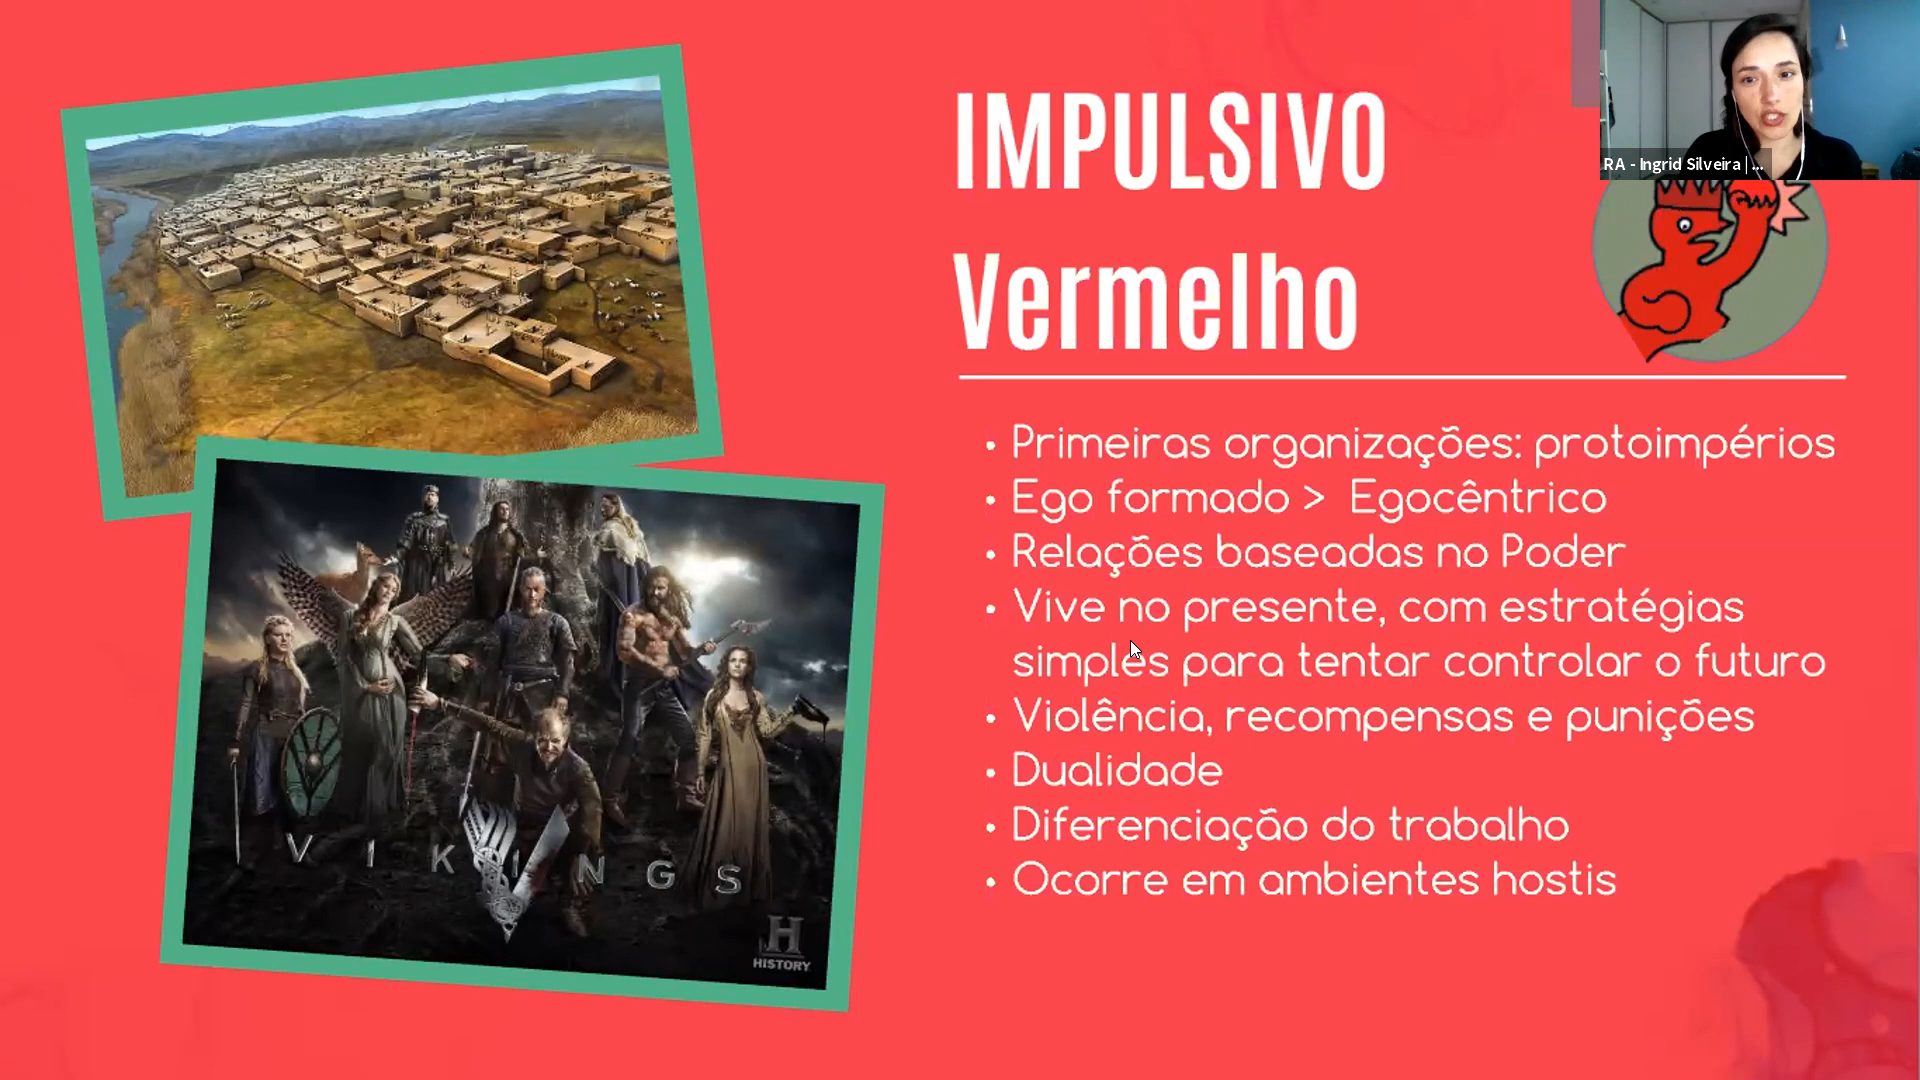 IMPULSIVO
Vermelho
RA - Ingrid Silveira | ...
• Primeiras organizações: protoimpérios
• Ego formado > Egocêntrico
• Relações baseadas no Poder
• Vive no presente, com estratégias
simples para tentar controlar o futuro
• Violência, recompensas e punições
• Dualidade
• Diferenciação do trabalho
• Ocorre em ambientes hostis
VIKINGS
H
HISTORY